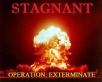 STAGNANT
OPERATION EXTERMINATE